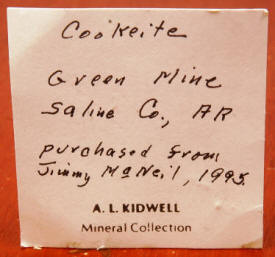 Cookeite
Green Mine
Saline Co., AR
purchased from
Jimmy McNeil, 1995.
A. L. KIDWELL
Mineral Collection